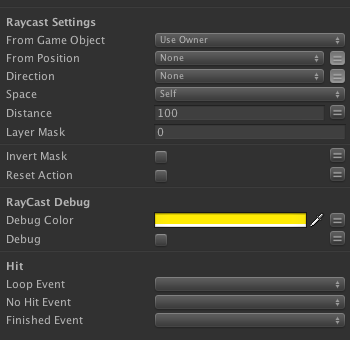 Raycast Settings
From Game Object Use Owner
From Position None
Direction None
Space Self
Distance 100
Layer Mask 0
Invert Mask
Reset Action
RayCast Debug
Debug Color
Debug
Hit
Loop Event
No Hit Event
Finished Event